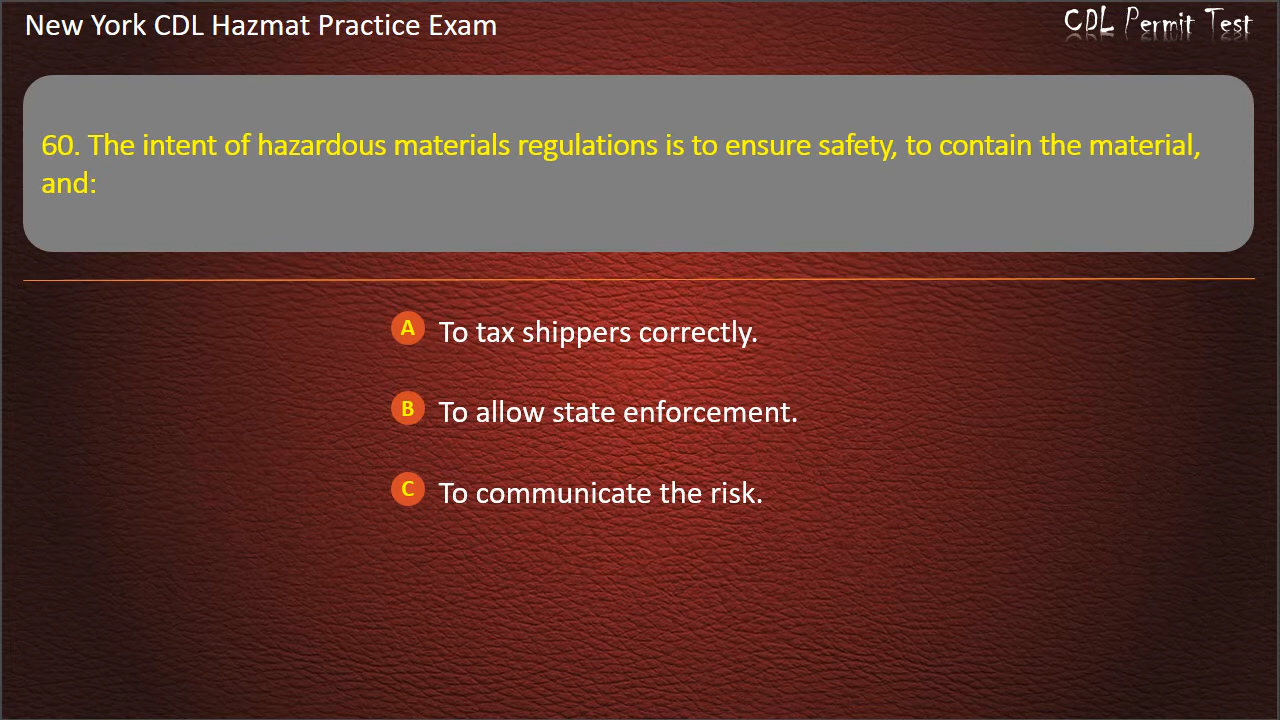 New York CDL Hazmat Practice Exam
CDL Permit Test
60. The intent of hazardous materials regulations is to ensure safety, to contain the material,
and:
A To tax shippers correctly.
B To allow state enforcement.
C To communicate the risk.